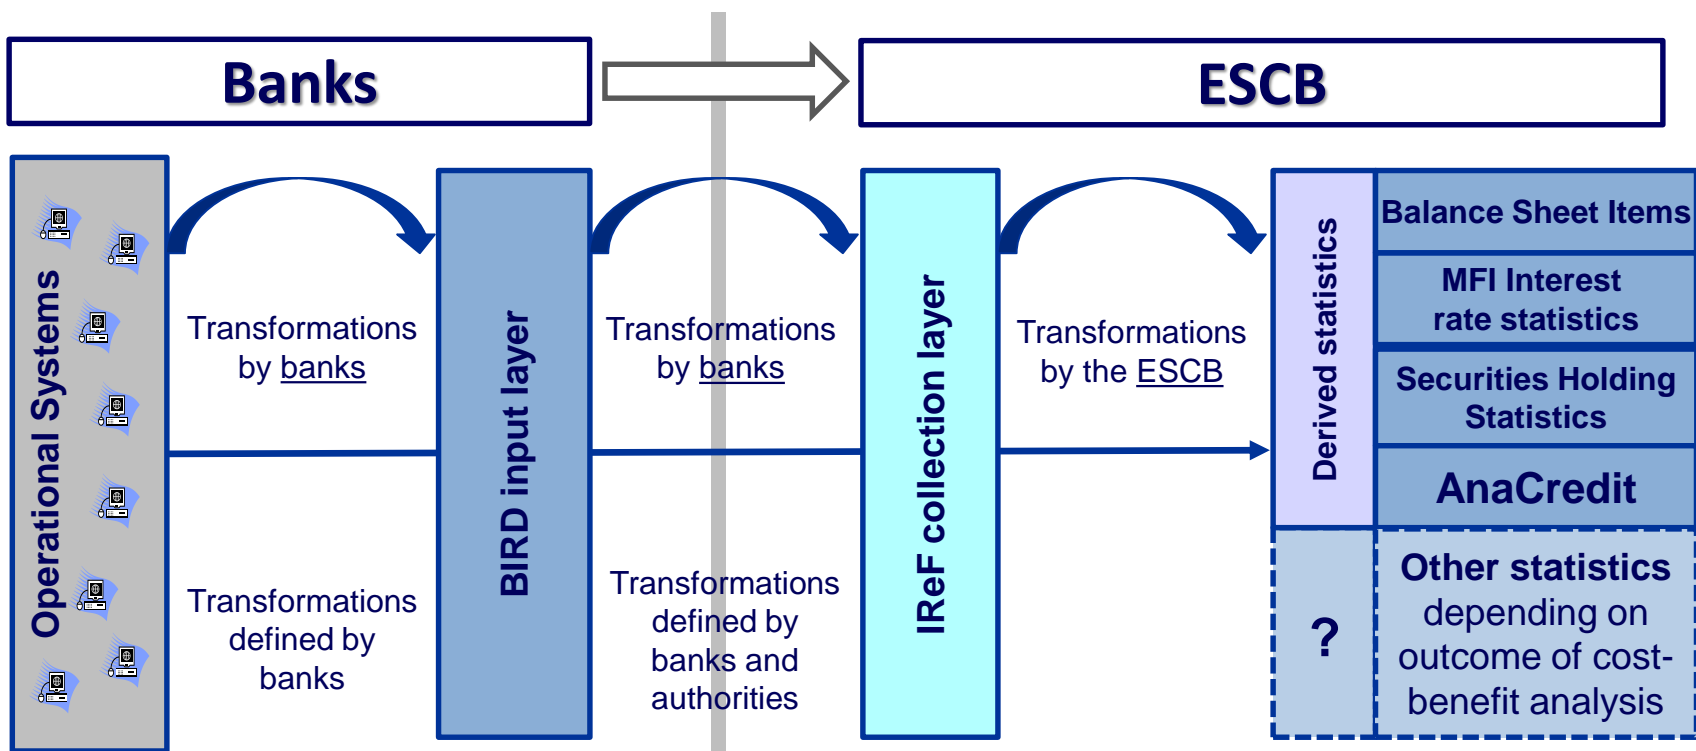 Banks
ESCB
Operational Systems
Transformations
by banks
Transformations
defined by
banks
BIRD input layer
Transformations
by banks
Transformations
defined by
banks and
authorities
IReF collection layer
Transformations
by the ESCB
Derived statistics
Balance Sheet Items
MFI Interest
rate statistics
Securities Holding
Statistics
AnaCredit
?
Other statistics
depending on
outcome of cost-
benefit analysis